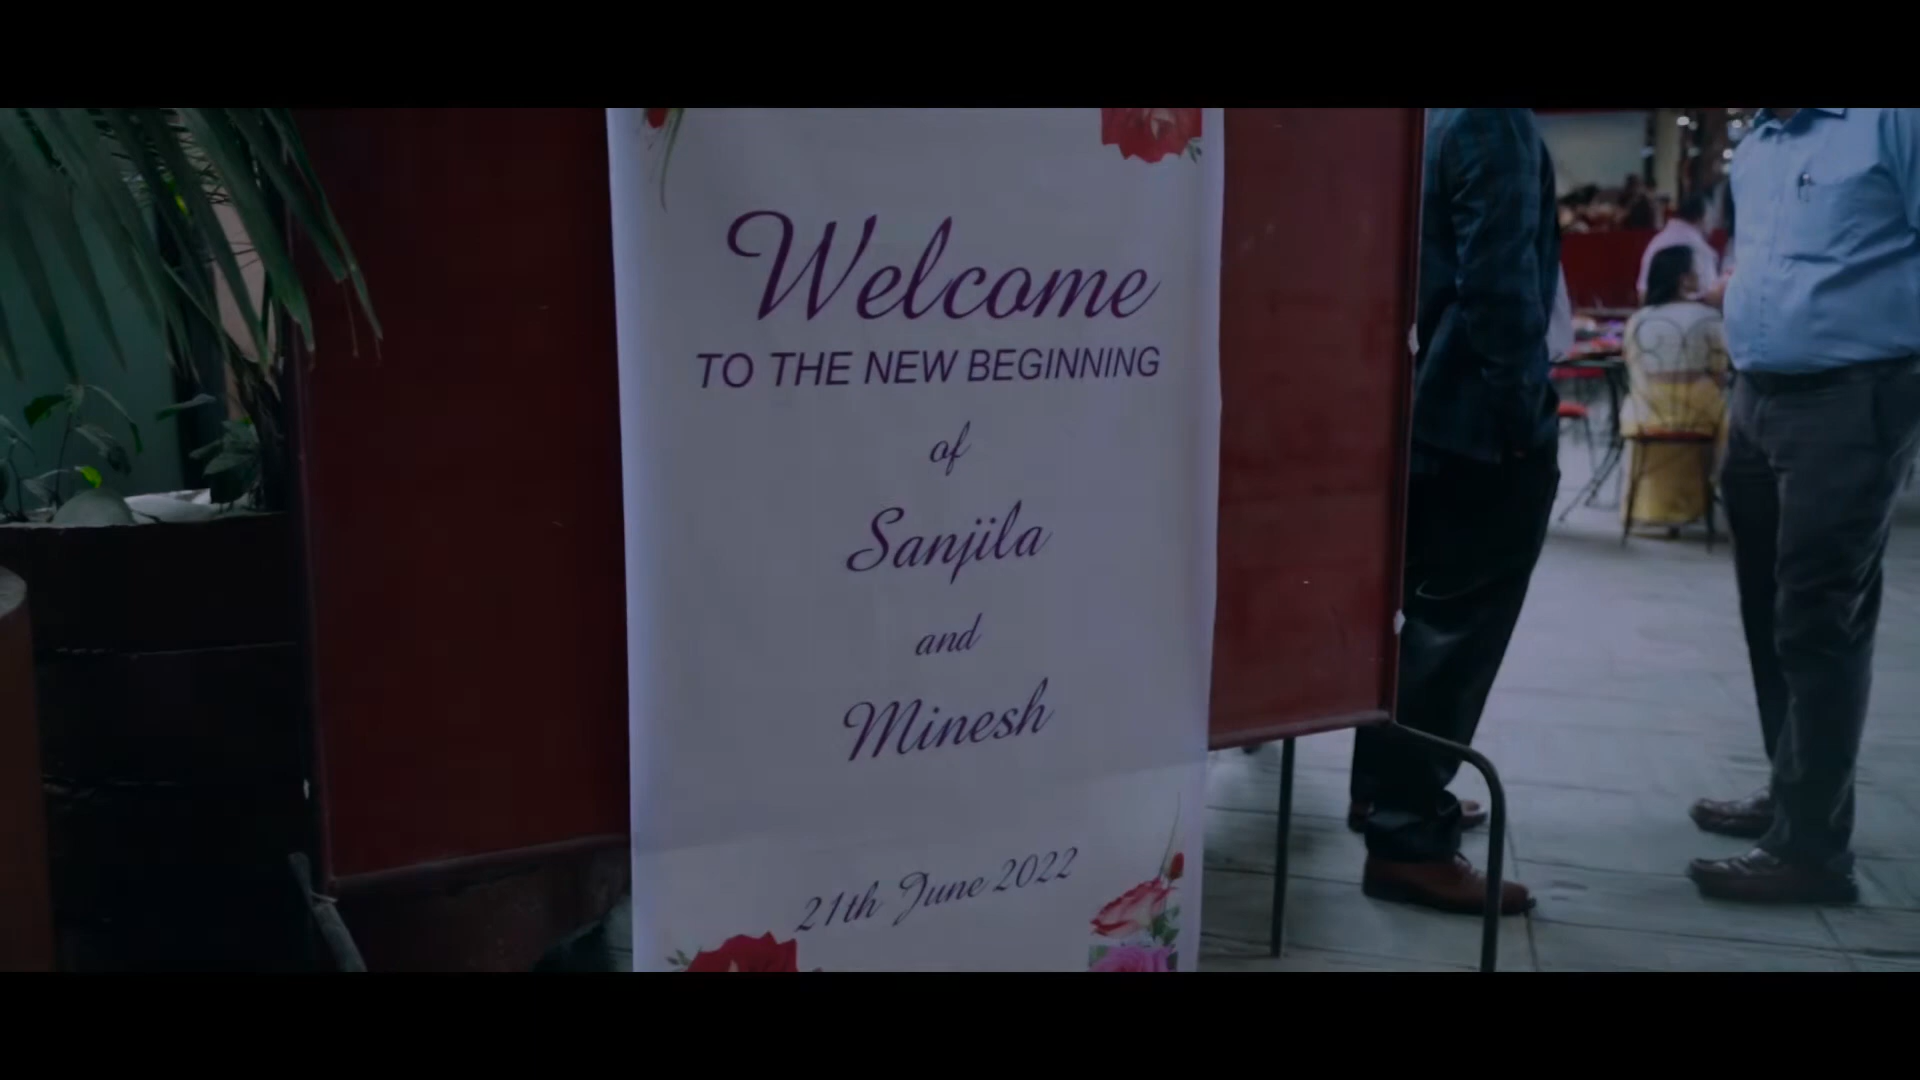 Welcome
TO THE NEW BEGINNING
of
Sanjila
and
Minesh
21th June 2022